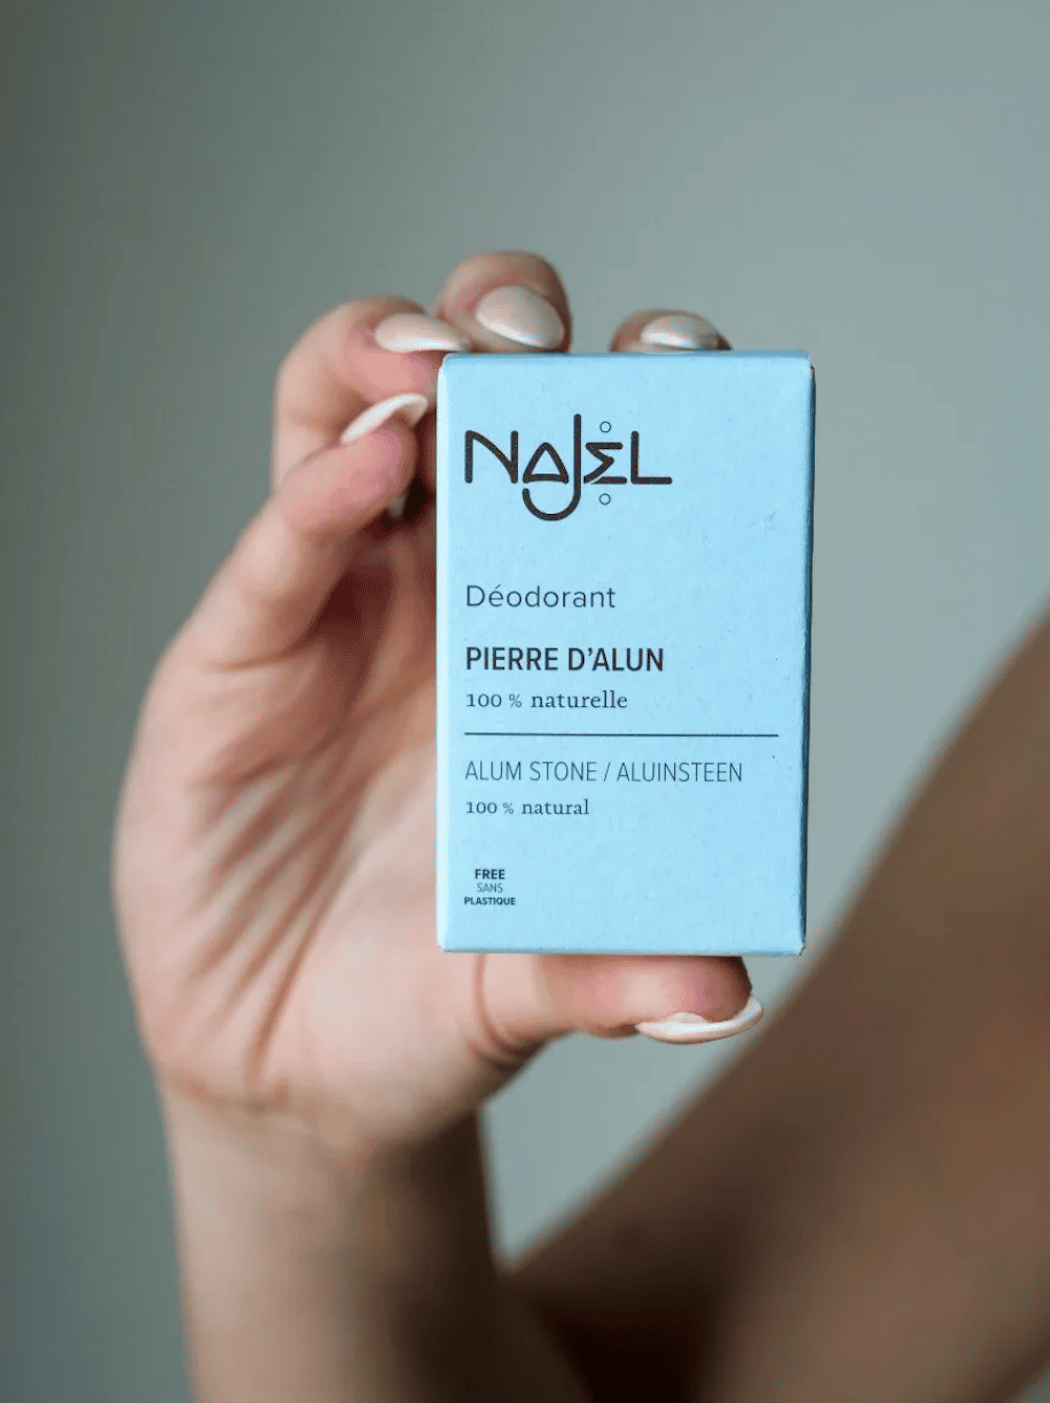 NAJEL
Déodorant
PIERRE D'ALUN
100 % naturelle
ALUM STONE / ALUINSTEEN
100 % natural
FREE
SANS
PLASTIQUE